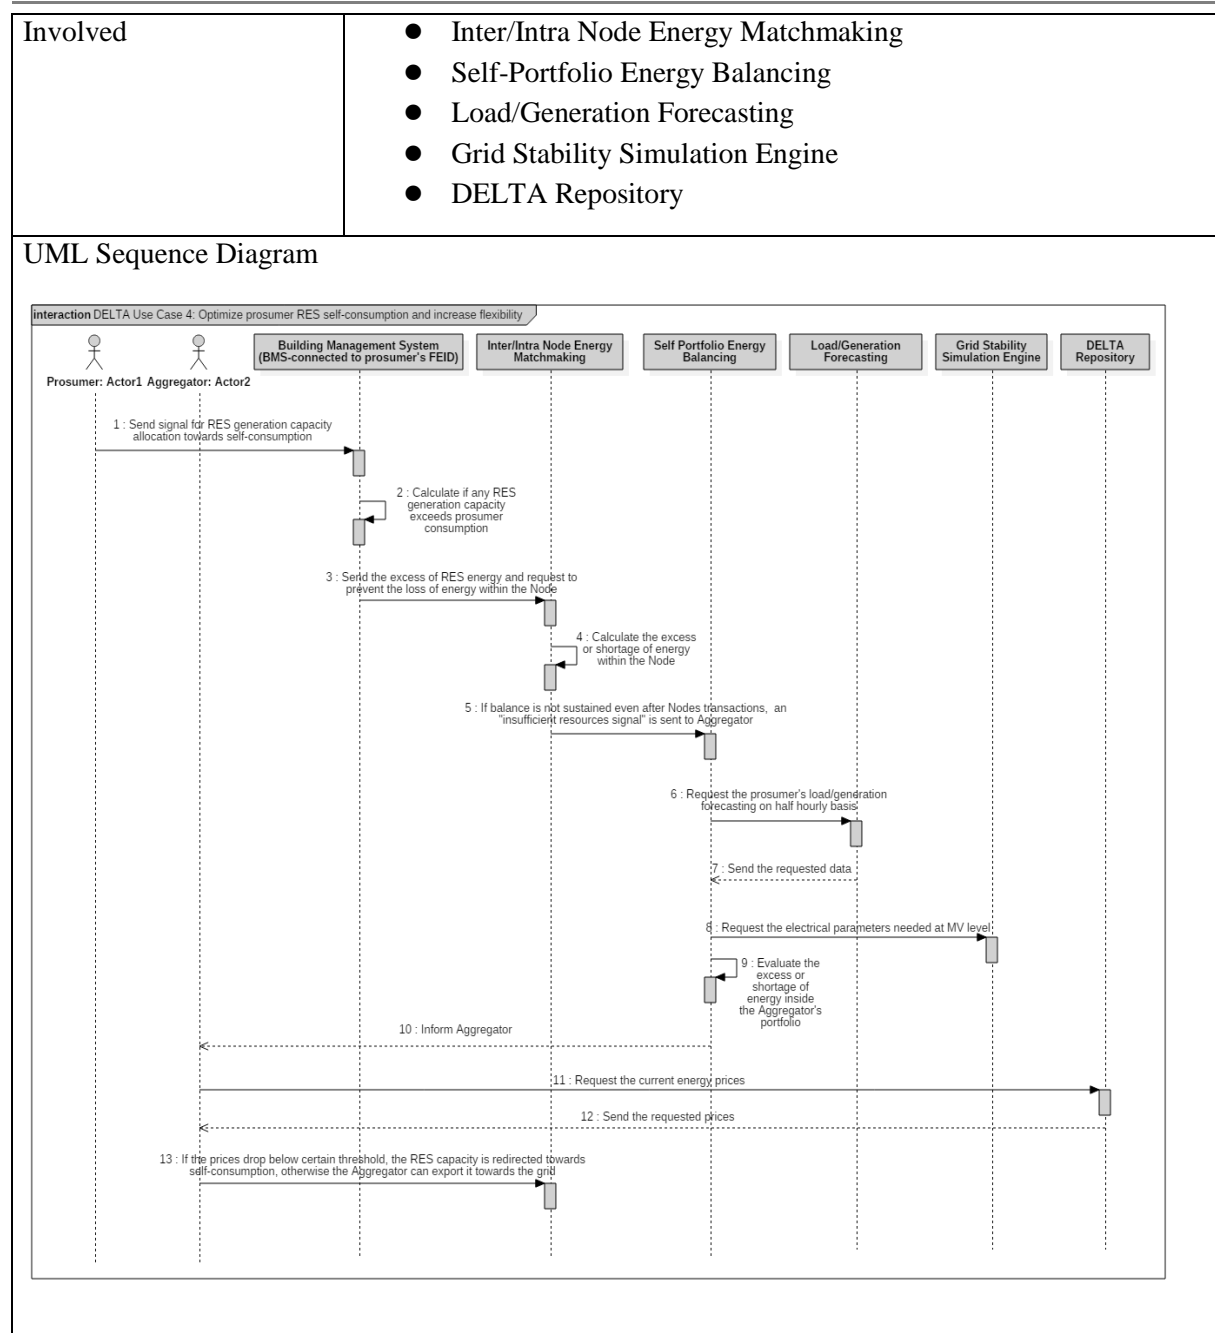 Involved
● Inter/Intra Node Energy Matchmaking
● Self-Portfolio Energy Balancing
● Load/Generation Forecasting
● Grid Stability Simulation Engine
● DELTA Repository
UML Sequence Diagram
interaction DELTA Use Case 4: Optimize prosumer RES self-consumption and increase flexibility
Prosumer: Actor1
Aggregator: Actor2
Building Management System
(BMS-connected to prosumer's FEID)
Inter/Intra Node Energy
Matchmaking
Self Portfolio Energy
Balancing
Load/Generation
Forecasting
Grid Stability
Simulation Engine
DELTA
Repository
1 : Send signal for RES generation capacity
allocation towards self-consumption
2 : Calculate if any RES
generation capacity
exceeds prosumer
consumption
3 : Send the excess of RES energy and request to
prevent the loss of energy within the Node
4 : Calculate the excess
or shortage of energy
within the Node
5 : If balance is not sustained even after Nodes transactions, an
"insufficient resources signal" is sent to Aggregator
6 : Request the prosumer's load/generation
forecasting on half hourly basis
7 : Send the requested data
8 : Request the electrical parameters needed at MV level
9 : Evaluate the
excess or
shortage of
energy inside
the Aggregator's
portfolio
10 : Inform Aggregator
11 : Request the current energy prices
12 : Send the requested prices
13 : If the prices drop below certain threshold, the RES capacity is redirected towards
self-consumption, otherwise the Aggregator can export it towards the grid